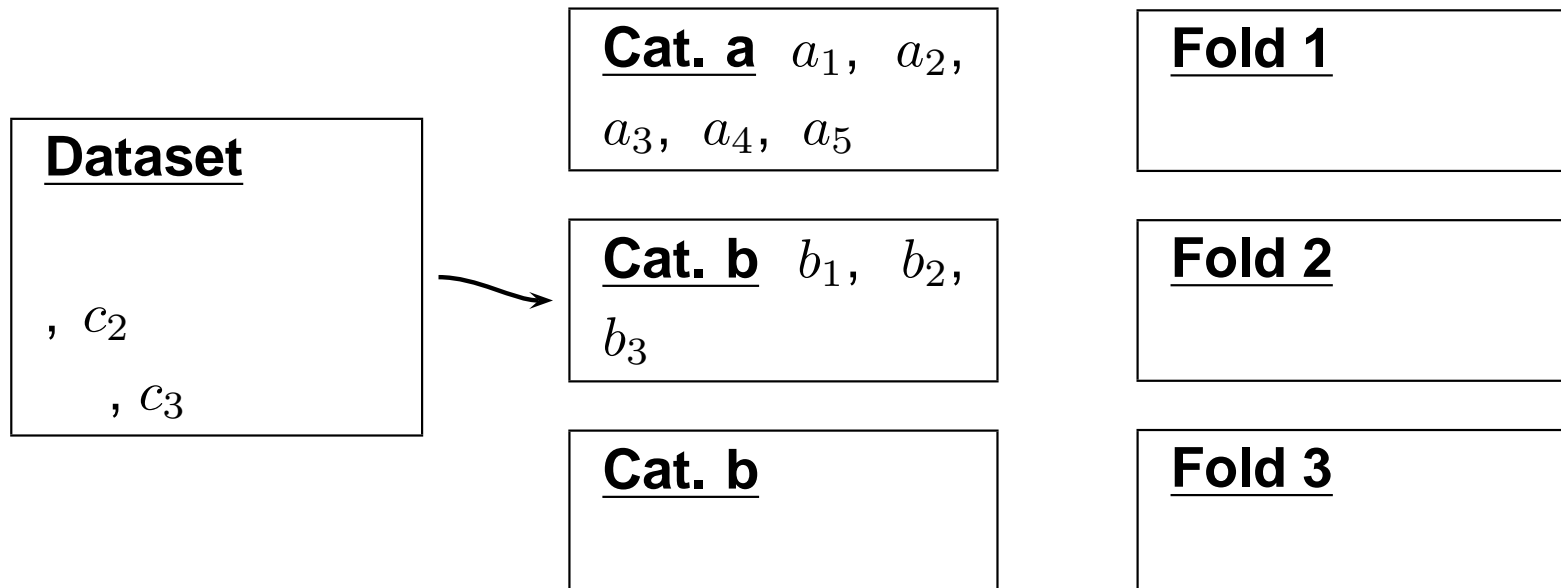 Dataset
, c₂
, c₃
Cat. a a₁, a₂,
a₃, a₄, a₅
Cat. b b₁, b₂,
b₃
Cat. b
Fold 1
Fold 2
Fold 3